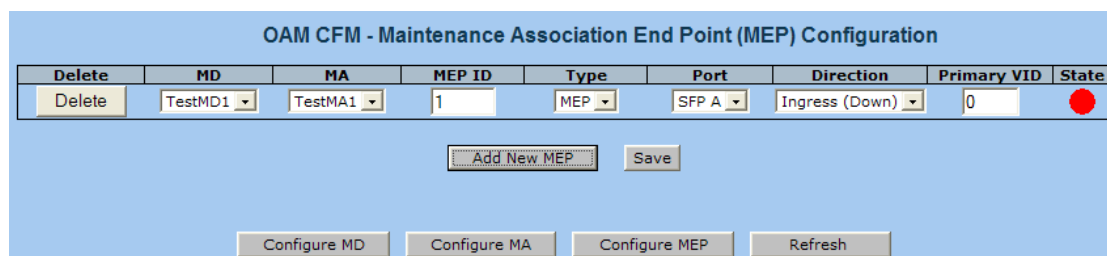 OAM CFM - Maintenance Association End Point (MEP) Configuration
Delete MD MA MEP ID Type Port Direction Primary VID State
Delete TestMD1 TestMA1 1 MEP SFP A Ingress (Down) 0
Add New MEP Save
Configure MD Configure MA Configure MEP Refresh